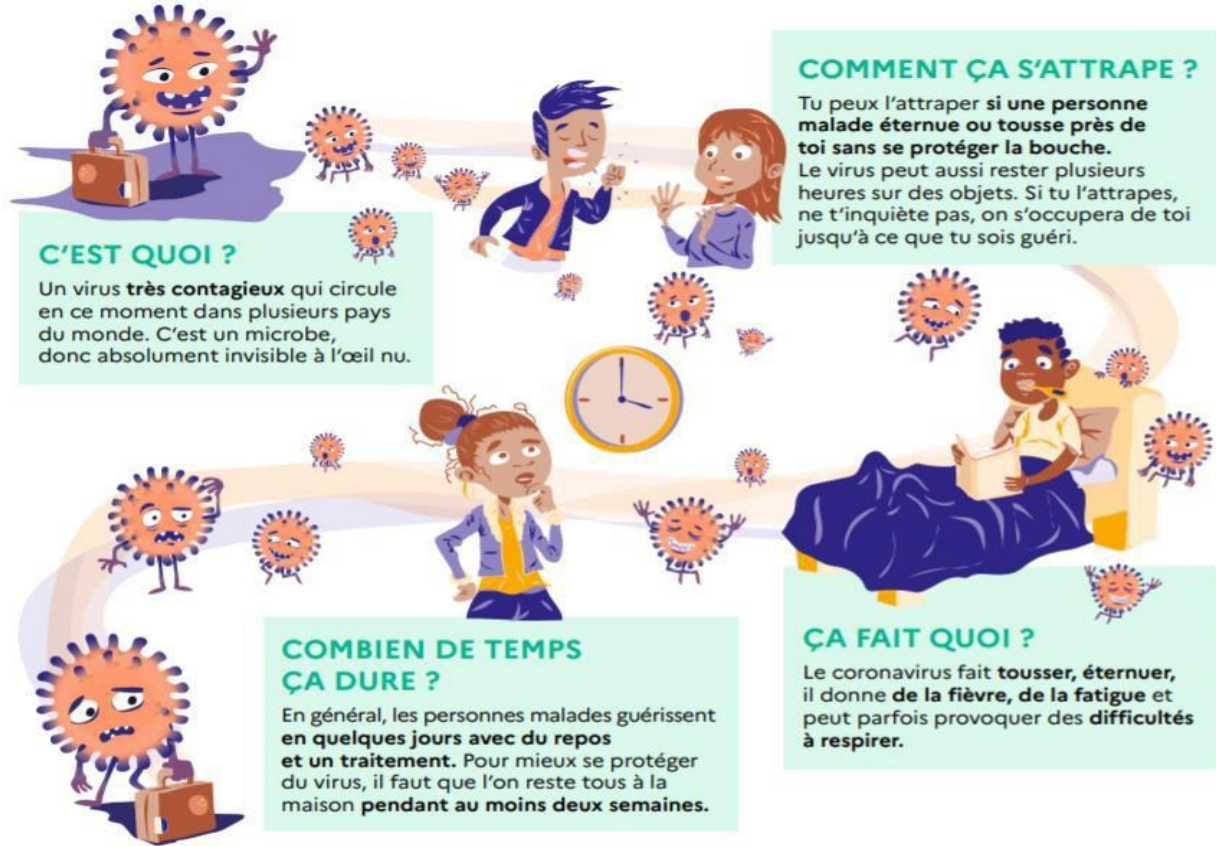 C'EST QUOI ?
Un virus très contagieux qui circule
en ce moment dans plusieurs pays
du monde. C'est un microbe,
donc absolument invisible à l'œil nu.
COMMENT ÇA S'ATTRAPE ?
Tu peux l'attraper si une personne
malade éternue ou tousse près de
toi sans se protéger la bouche.
Le virus peut aussi rester plusieurs
heures sur des objets. Si tu l'attrapes,
ne t'inquiète pas, on s'occupera de toi
jusqu'à ce que tu sois guéri.
ÇA FAIT QUOI ?
Le coronavirus fait tousser, éternuer,
il donne de la fièvre, de la fatigue et
peut parfois provoquer des difficultés
à respirer.
COMBIEN DE TEMPS
ÇA DURE ?
En général, les personnes malades guérissent
en quelques jours avec du repos
et un traitement. Pour mieux se protéger
du virus, il faut que l'on reste tous à la
maison pendant au moins deux semaines.